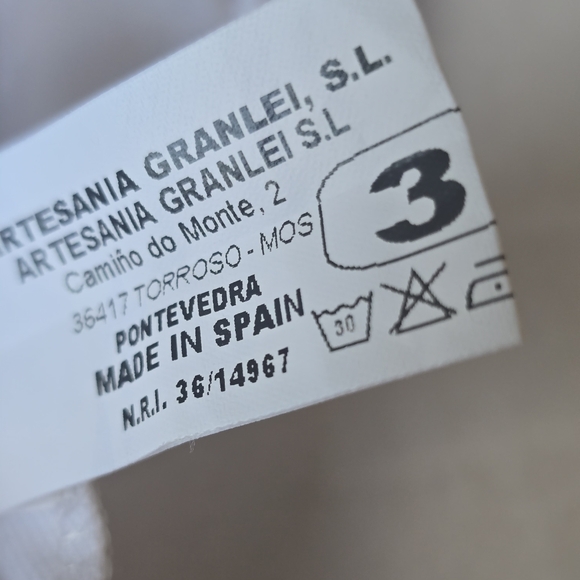 ARTESANIA GRANLEI, S.L.
ARTESANIA GRANLEI S.L
Camiño do Monte, 2
36417 TORROSO - MOS
PONTEVEDRA
MADE IN SPAIN
N.R.I. 36/14967
3
30